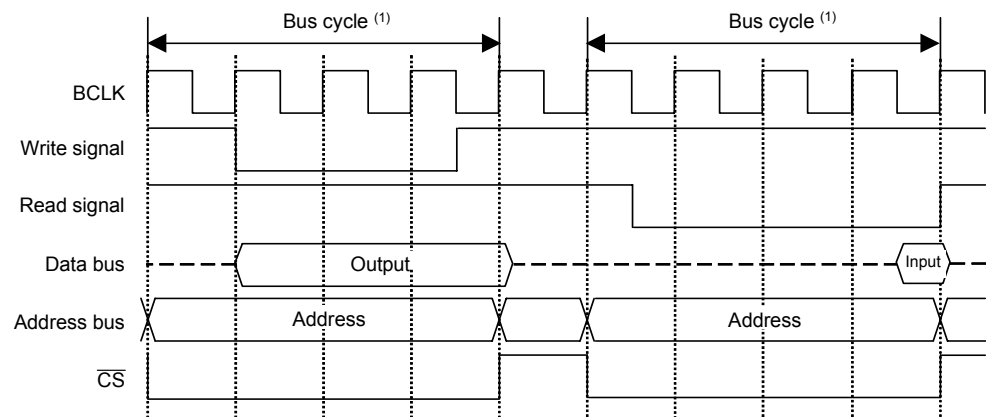 Bus cycle (1) Bus cycle (1)
BCLK
Write signal
Read signal
Data bus Output Input
Address bus Address Address
C̅S̅